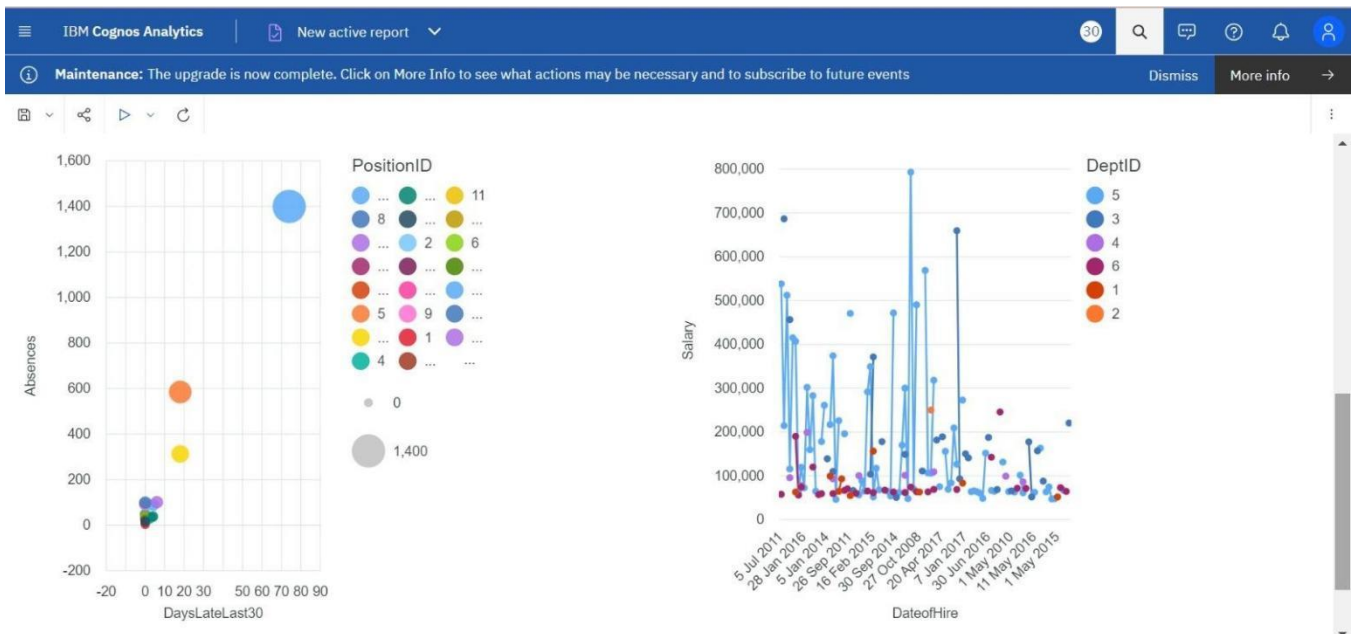 IBM Cognos Analytics
New active report
30
Maintenance: The upgrade is now complete. Click on More Info to see what actions may be necessary and to subscribe to future events
Dismiss
More info
1,600
1,400
1,200
1,000
800
600
400
200
0
-200
Absences
-20 0 10 20 30 50 60 70 80 90
DaysLateLast30
PositionID
... ... 11
8 ... ...
... 2 6
... ... ...
... ... ...
5 9 ...
... 1 ...
4 ... ...
0
1,400
800,000
700,000
600,000
500,000
400,000
300,000
200,000
100,000
0
Salary
5 Jul 2011
28 Jan 2016
5 Jan 2014
26 Sep 2011
16 Feb 2015
30 Sep 2014
27 Oct 2008
20 Apr 2017
7 Jan 2017
30 Jun 2016
1 May 2010
11 May 2016
1 May 2015
DateofHire
DeptID
5
3
4
6
1
2